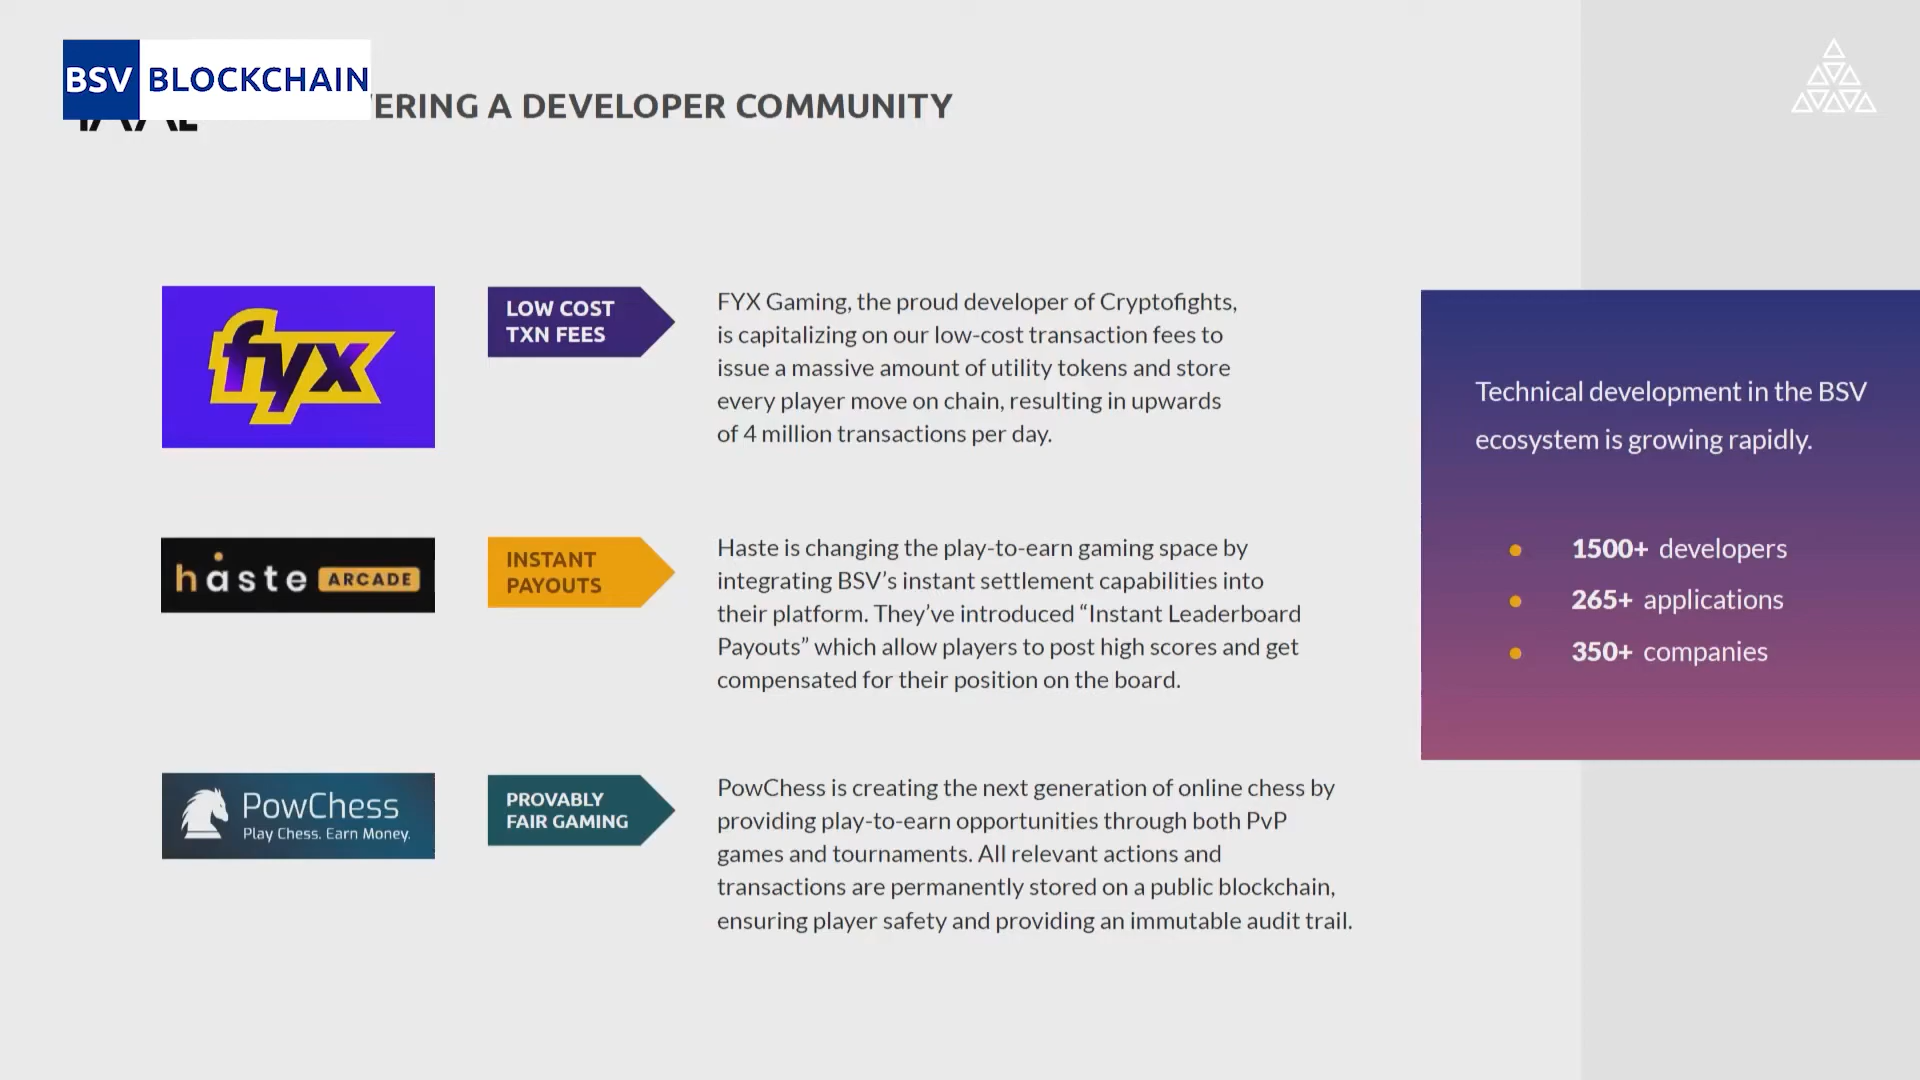 BSV BLOCKCHAIN
ERING A DEVELOPER COMMUNITY
fyx
LOW COST
TXN FEES
FYX Gaming, the proud developer of Cryptofights,
is capitalizing on our low-cost transaction fees to
issue a massive amount of utility tokens and store
every player move on chain, resulting in upwards
of 4 million transactions per day.
haste ARCADE
INSTANT
PAYOUTS
Haste is changing the play-to-earn gaming space by
integrating BSV’s instant settlement capabilities into
their platform. They’ve introduced “Instant Leaderboard
Payouts” which allow players to post high scores and get
compensated for their position on the board.
PowChess
Play Chess. Earn Money.
PROVABLY
FAIR GAMING
PowChess is creating the next generation of online chess by
providing play-to-earn opportunities through both PvP
games and tournaments. All relevant actions and
transactions are permanently stored on a public blockchain,
ensuring player safety and providing an immutable audit trail.
Technical development in the BSV
ecosystem is growing rapidly.
1500+ developers
265+ applications
350+ companies